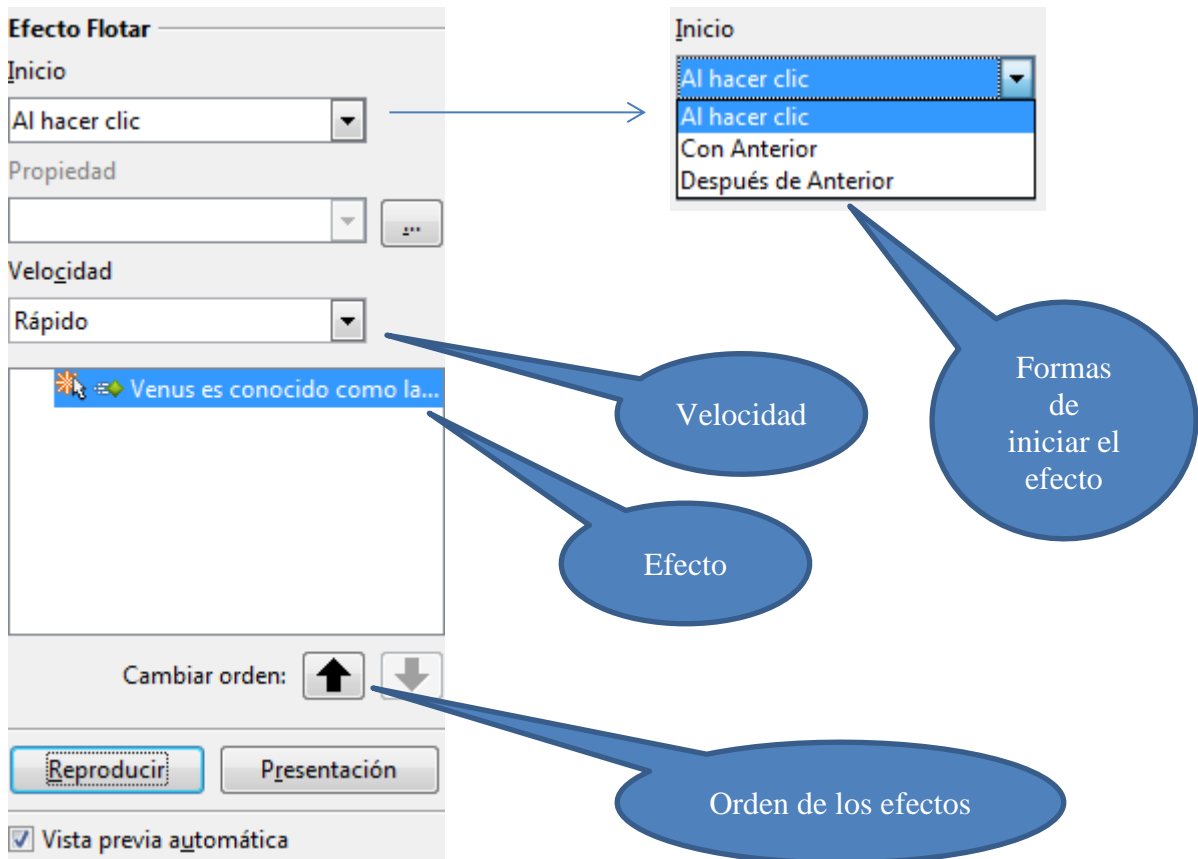 Efecto Flotar
Inicio
Al hacer clic
Propiedad
...
Velocidad
Rápido
Venus es conocido como la...
Cambiar orden:
Reproducir
Presentación
Vista previa automática
Inicio
Al hacer clic
Al hacer clic
Con Anterior
Después de Anterior
Formas
de
iniciar el
efecto
Velocidad
Efecto
Orden de los efectos